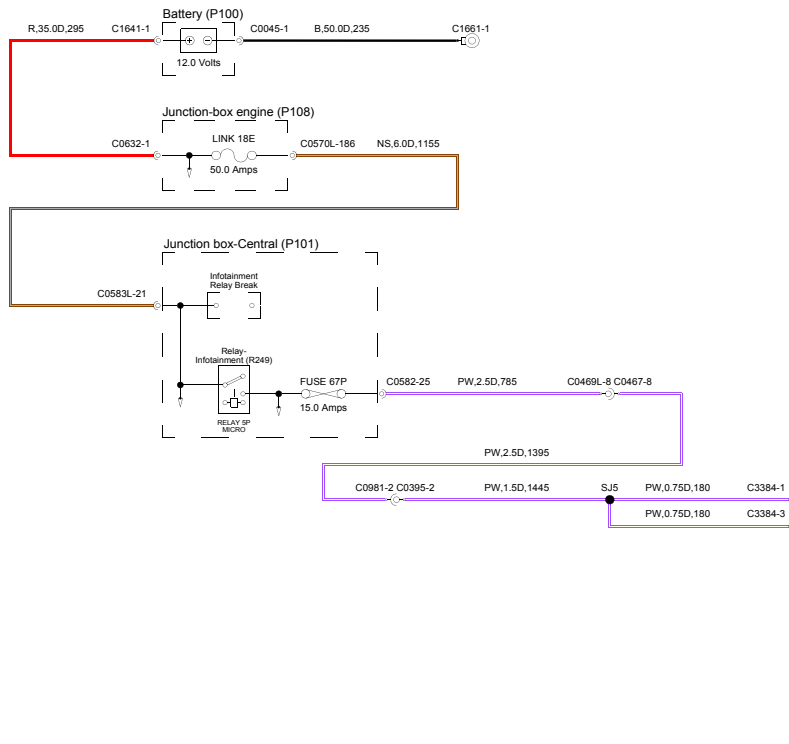 Battery (P100)
R,35.0D,295 C1641-1 C0045-1 B,50.0D,235 C1661-1
12.0 Volts
Junction-box engine (P108)
C0632-1 LINK 18E C0570L-186 NS,6.0D,1155
50.0 Amps
Junction box-Central (P101)
Infotainment
Relay Break
C0583L-21
Relay-
Infotainment (R249)
FUSE 67P C0582-25 PW,2.5D,785 C0469L-8 C0467-8
15.0 Amps
RELAY 5P
MICRO
PW,2.5D,1395
C0981-2 C0395-2 PW,1.5D,1445 SJ5 PW,0.75D,180 C3384-1
PW,0.75D,180 C3384-3